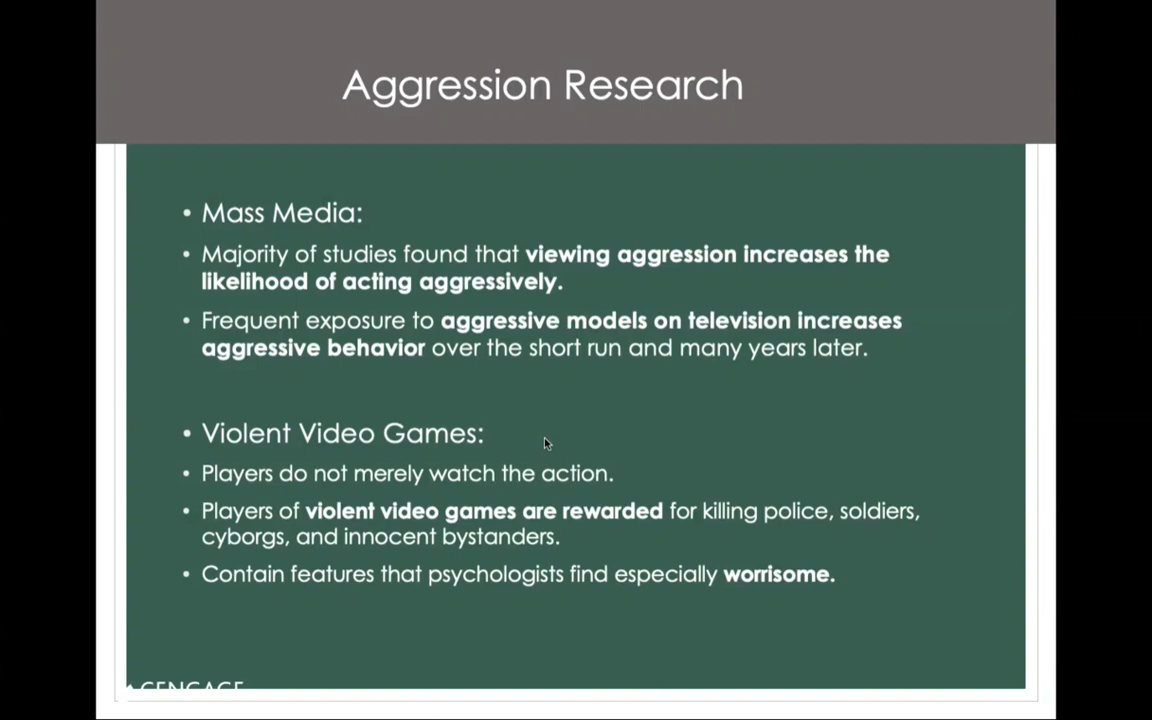 Aggression Research
• Mass Media:
• Majority of studies found that viewing aggression increases the
likelihood of acting aggressively.
• Frequent exposure to aggressive models on television increases
aggressive behavior over the short run and many years later.
• Violent Video Games:
• Players do not merely watch the action.
• Players of violent video games are rewarded for killing police, soldiers,
cyborgs, and innocent bystanders.
• Contain features that psychologists find especially worrisome.
CENGAGE